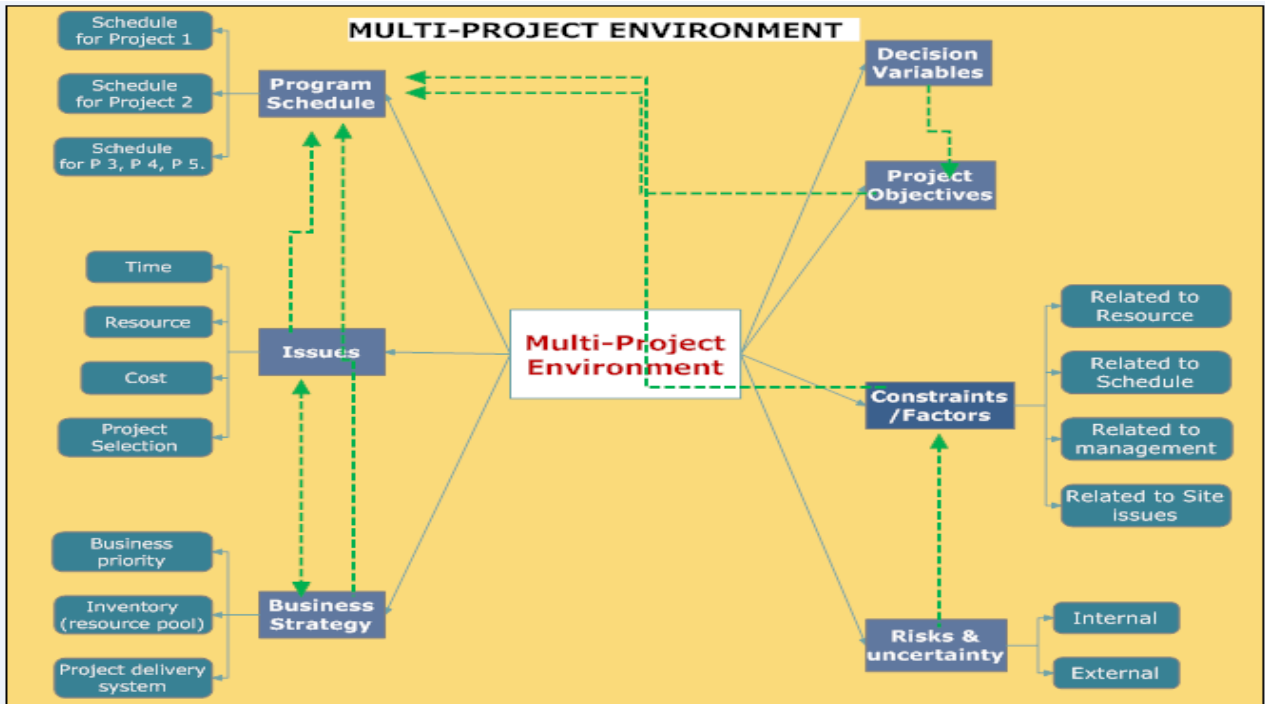 MULTI-PROJECT ENVIRONMENT
Schedule
for Project 1
Schedule
for Project 2
Schedule
for P 3, P 4, P 5.
Program
Schedule
Time
Resource
Cost
Project
Selection
Issues
Business
priority
Inventory
(resource pool)
Project delivery
system
Business
Strategy
Multi-Project
Environment
Decision
Variables
Project
Objectives
Constraints
/Factors
Related to
Resource
Related to
Schedule
Related to
management
Related to Site
issues
Risks &
uncertainty
Internal
External